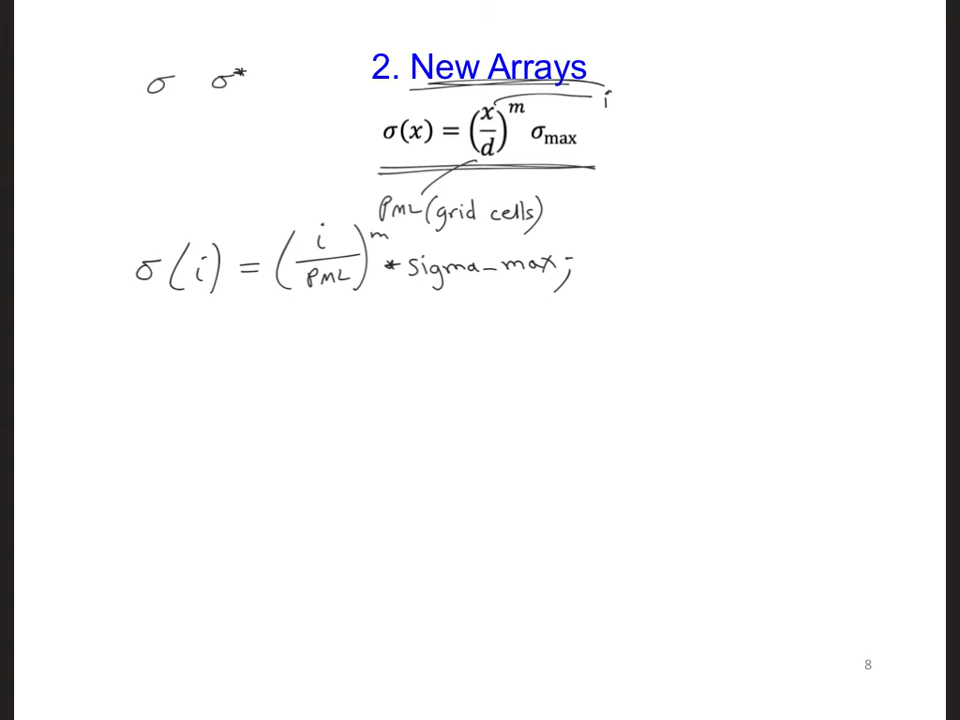 σ σ*
2. New Arrays
i
σ(x) = (x/d)^m σmax
PML (grid cells)
σ(i) = (i/PML)^m * sigma_max;
8